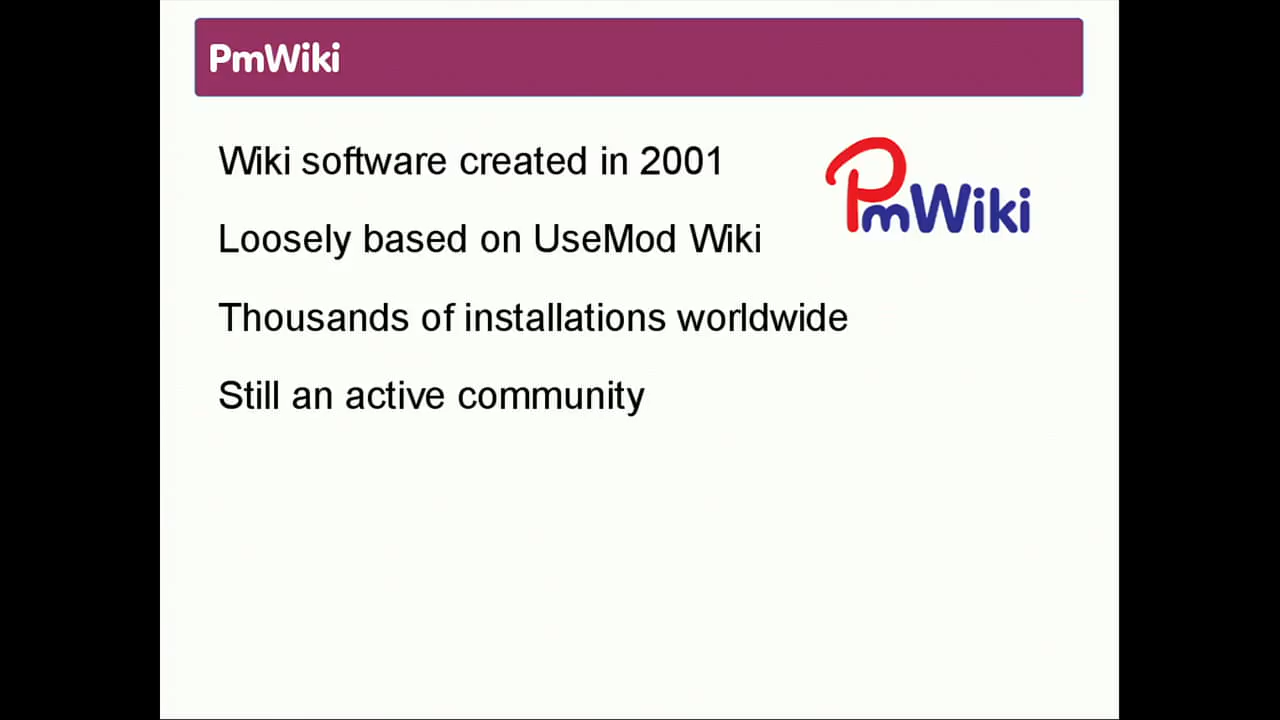 PmWiki
Wiki software created in 2001
PmWiki
Loosely based on UseMod Wiki
Thousands of installations worldwide
Still an active community